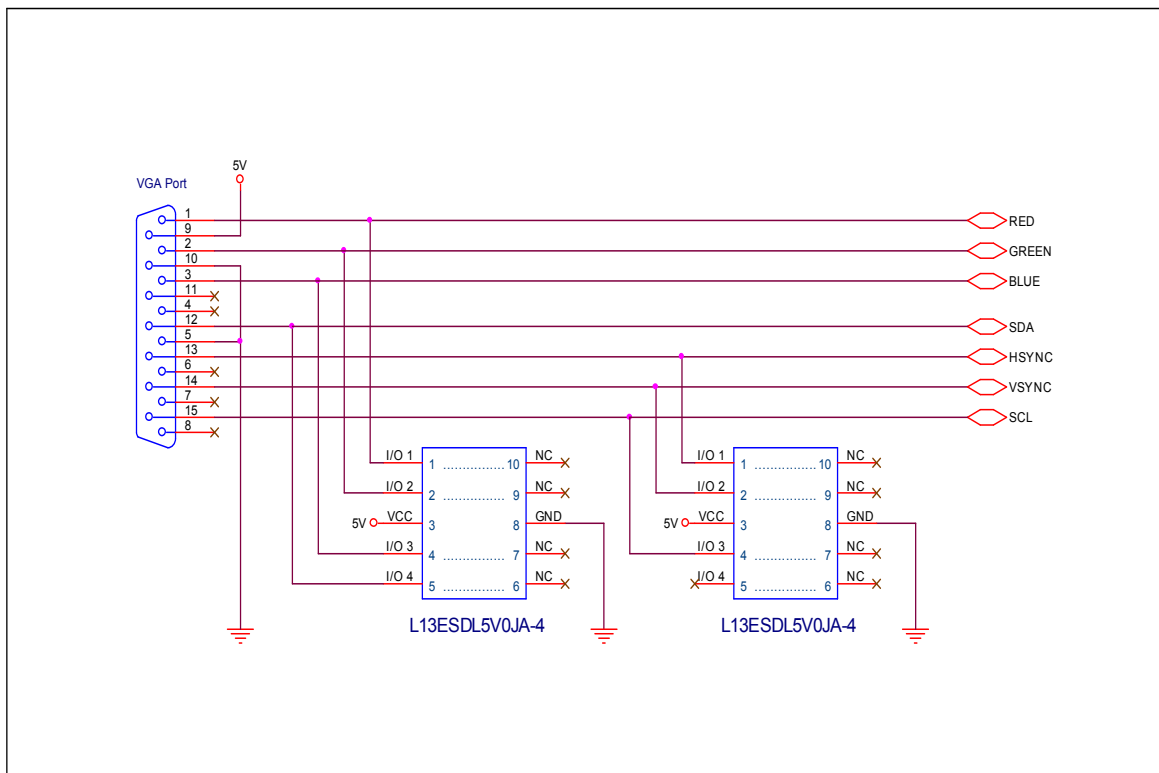 5V
VGA Port
1
9
2
10
3
11
4
12
5
13
6
14
7
15
8
RED
GREEN
BLUE
SDA
HSYNC
VSYNC
SCL
I/O 1 1 ................ 10 NC
I/O 2 2 ................ 9 NC
5V VCC 3 8 GND
I/O 3 4 ................ 7 NC
I/O 4 5 ................ 6 NC
L13ESDL5V0JA-4
I/O 1 1 ................ 10 NC
I/O 2 2 ................ 9 NC
5V VCC 3 8 GND
I/O 3 4 ................ 7 NC
I/O 4 5 ................ 6 NC
L13ESDL5V0JA-4